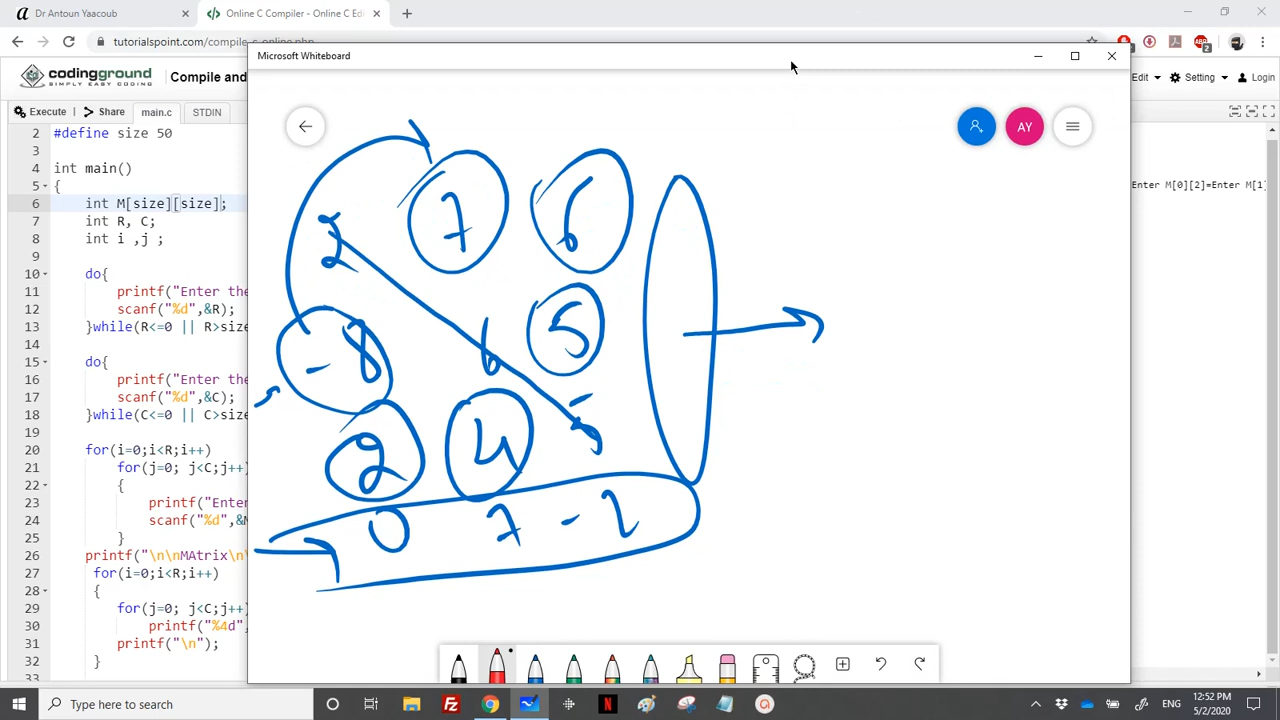 Dr Antoun Yaacoub
Online C Compiler - Online C Edi
tutorialspoint.com/compile_c_online.php
codingground
SIMPLY EASY CODING
Compile and
Edit
Setting
Login
Execute
Share
main.c
STDIN
2 #define size 50
3
4 int main()
5 {
6 int M[size][size];
7 int R, C;
8 int i ,j ;
9
10 do{
11 printf("Enter the
12 scanf("%d",&R);
13 }while(R<=0 || R>size
14
15 do{
16 printf("Enter the
17 scanf("%d",&C);
18 }while(C<=0 || C>size
19
20 for(i=0;i<R;i++)
21 for(j=0; j<C;j++)
22 {
23 printf("Enter
24 scanf("%d",&M
25 }
26 printf("\n\nMAtrix\n\
27 for(i=0;i<R;i++)
28 {
29 for(j=0; j<C;j++)
30 printf("%4d",
31 printf("\n");
32 }
33
Enter M[0][2]=Enter M[1]
Microsoft Whiteboard
AY
7 6
-8 6 5
2 4
0 7 -2
Type here to search
ENG
12:52 PM
5/2/2020
2